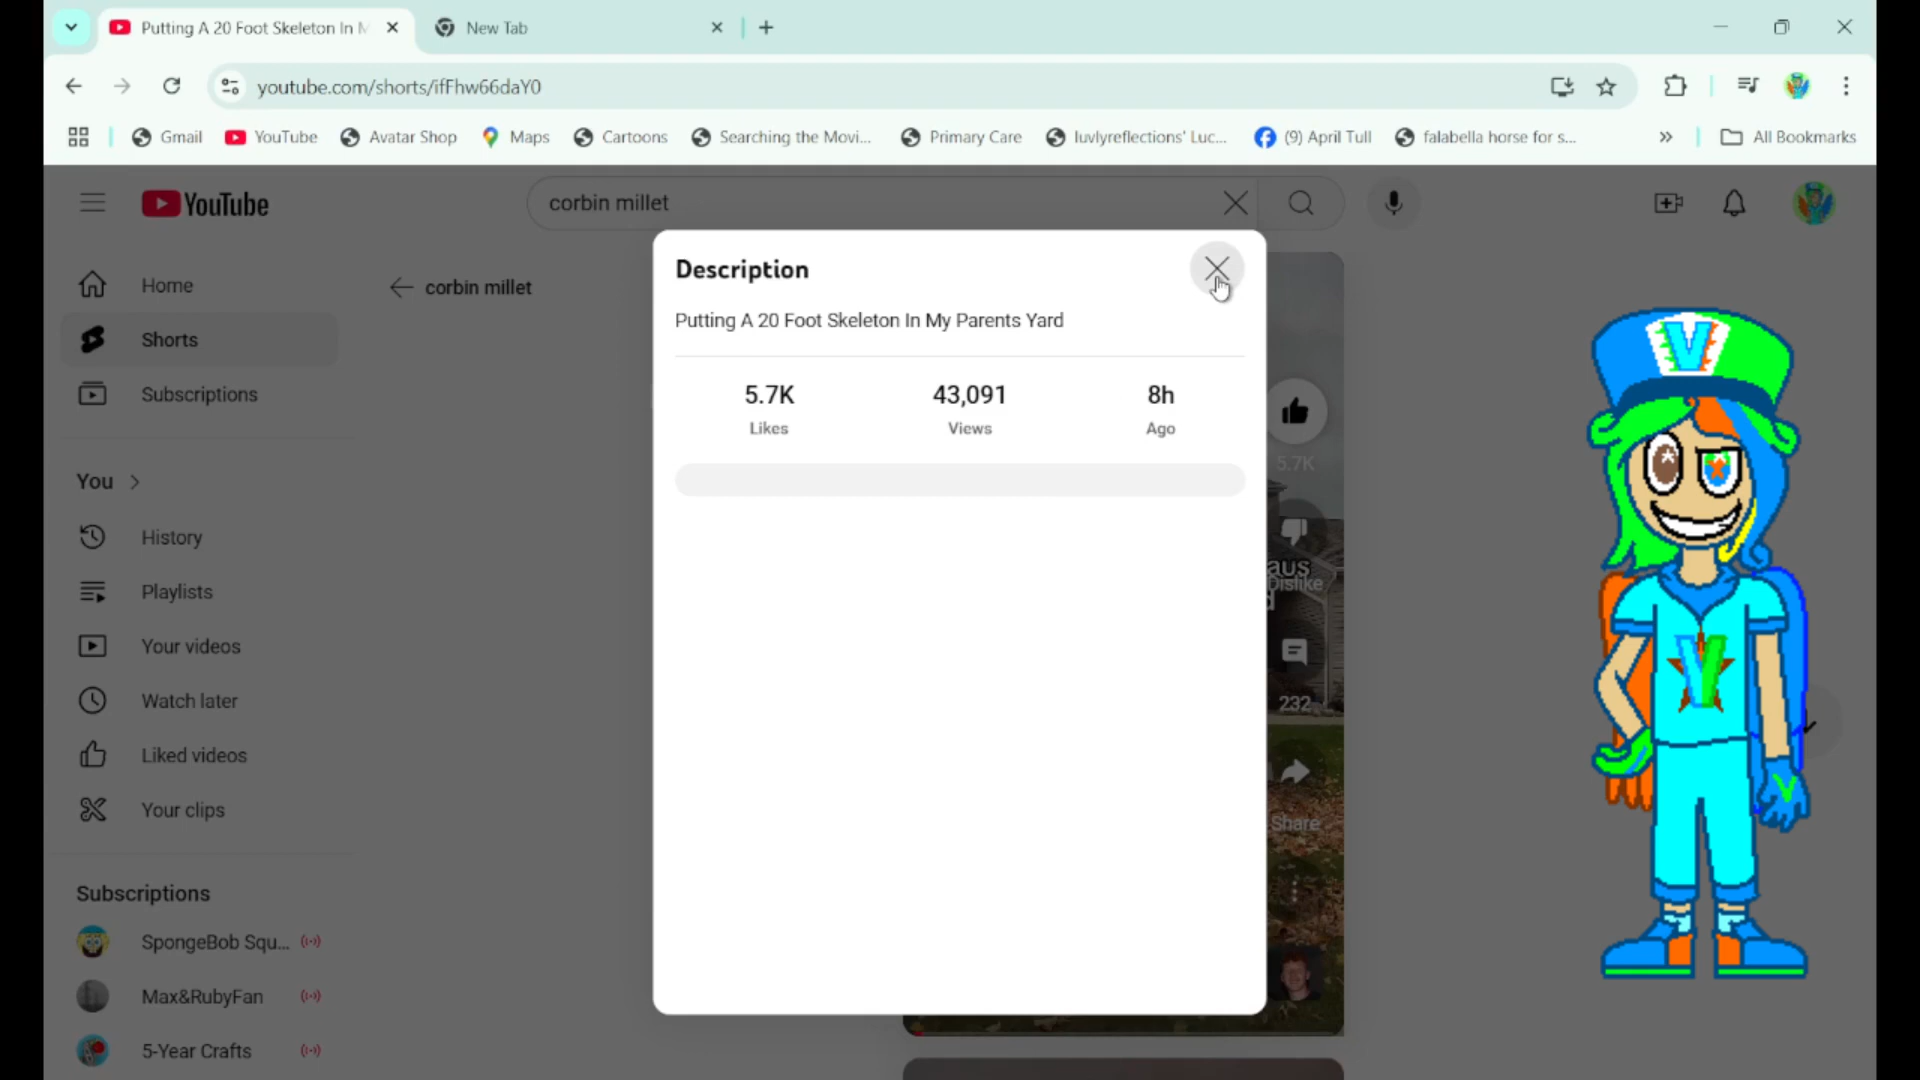 Putting A 20 Foot Skeleton In M
New Tab
youtube.com/shorts/ifFhw66daY0
Gmail
YouTube
Avatar Shop
Maps
Cartoons
Searching the Movi...
Primary Care
luvlyreflections' Luc...
(9) April Tull
falabella horse for s...
All Bookmarks
YouTube
corbin millet
Home
Shorts
Subscriptions
You
History
Playlists
Your videos
Watch later
Liked videos
Your clips
Subscriptions
SpongeBob Squ...
Max&RubyFan
5-Year Crafts
corbin millet
Description
Putting A 20 Foot Skeleton In My Parents Yard
5.7K
Likes
43,091
Views
8h
Ago
5.7K
aus
Dislike
232
Share
V
V
V